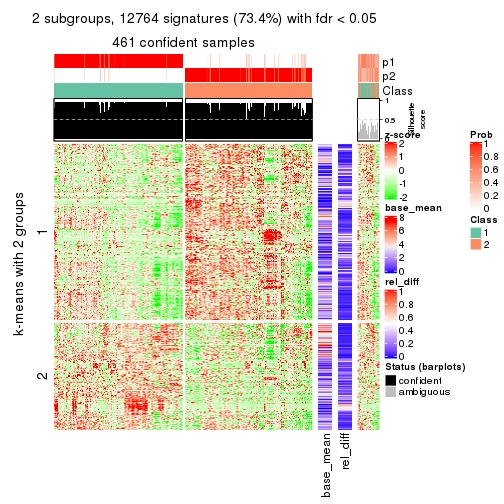 2 subgroups, 12764 signatures (73.4%) with fdr < 0.05
461 confident samples
p1
p2
Class
1
0.5
0
Silhouette
score
k-means with 2 groups
1
2
base_mean
rel_diff
z-score
2
1
0
-1
-2
base_mean
8
6
4
2
0
rel_diff
1
0.8
0.6
0.4
0.2
0
Status (barplots)
confident
ambiguous
Prob
1
0.8
0.6
0.4
0.2
0
Class
1
2